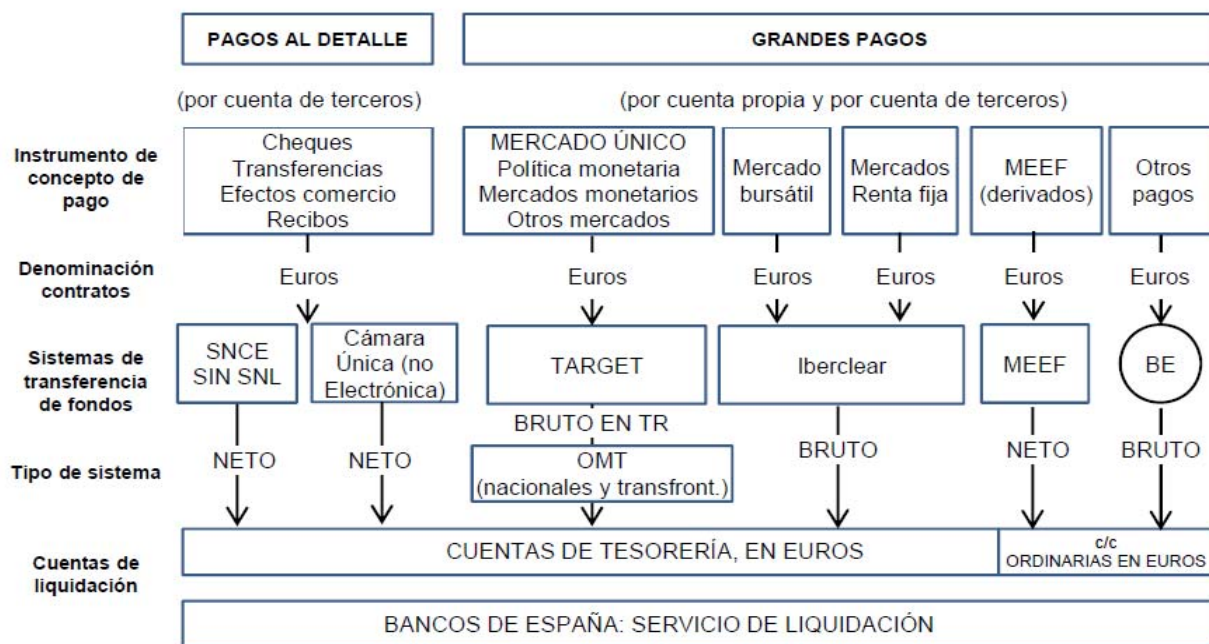 PAGOS AL DETALLE
GRANDES PAGOS
(por cuenta de terceros)
(por cuenta propia y por cuenta de terceros)
Instrumento de
concepto de
pago
Cheques
Transferencias
Efectos comercio
Recibos
MERCADO ÚNICO
Política monetaria
Mercados monetarios
Otros mercados
Mercado
bursátil
Mercados
Renta fija
MEEF
(derivados)
Otros
pagos
Denominación
contratos
Euros
Euros
Euros
Euros
Euros
Euros
Sistemas de
transferencia
de fondos
SNCE
SIN SNL
Cámara
Única (no
Electrónica)
TARGET
Iberclear
MEEF
BE
Tipo de sistema
NETO
NETO
BRUTO EN TR
OMT
(nacionales y transfront.)
BRUTO
NETO
BRUTO
Cuentas de
liquidación
CUENTAS DE TESORERÍA, EN EUROS
c/c
ORDINARIAS EN EUROS
BANCOS DE ESPAÑA: SERVICIO DE LIQUIDACIÓN